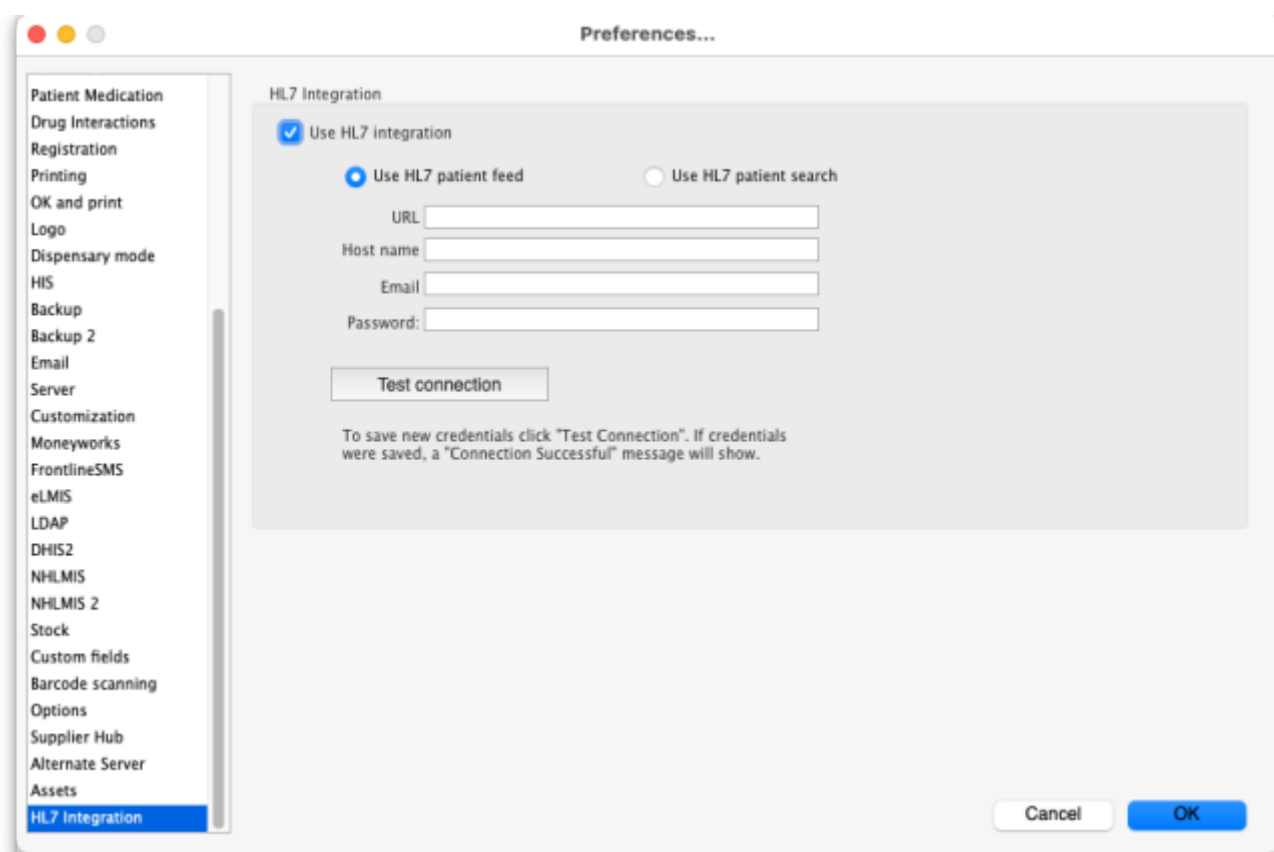 Preferences...
Patient Medication
Drug Interactions
Registration
Printing
OK and print
Logo
Dispensary mode
HIS
Backup
Backup 2
Email
Server
Customization
Moneyworks
FrontlineSMS
eLMIS
LDAP
DHIS2
NHLMIS
NHLMIS 2
Stock
Custom fields
Barcode scanning
Options
Supplier Hub
Alternate Server
Assets
HL7 Integration
HL7 Integration
Use HL7 integration
Use HL7 patient feed Use HL7 patient search
URL
Host name
Email
Password:
Test connection
To save new credentials click "Test Connection". If credentials
were saved, a "Connection Successful" message will show.
Cancel OK